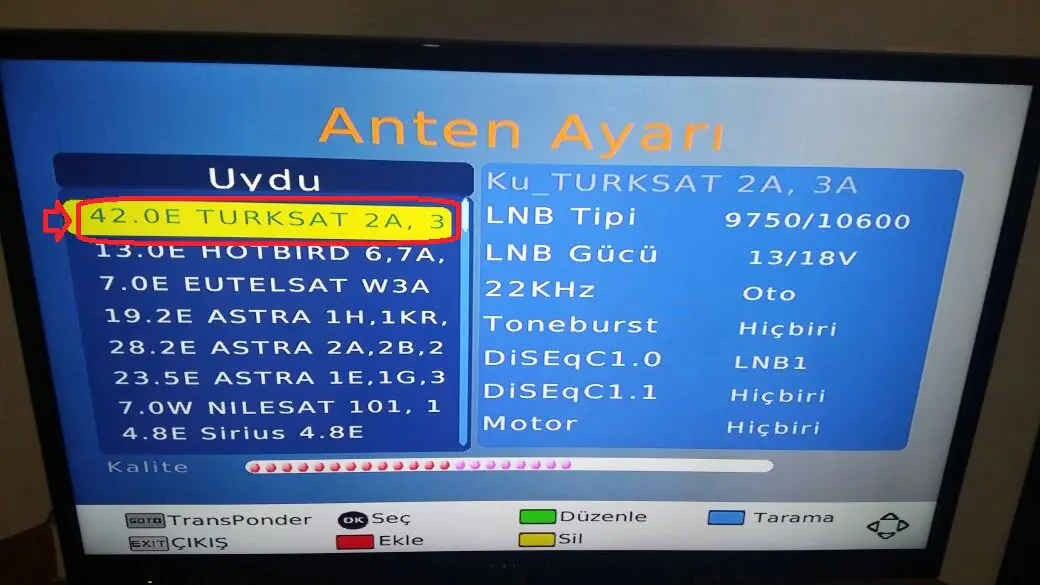 Anten Ayarı
Uydu
42.0E TURKSAT 2A, 3
13.0E HOTBIRD 6,7A,
7.0E EUTELSAT W3A
19.2E ASTRA 1H,1KR,
28.2E ASTRA 2A,2B,2
23.5E ASTRA 1E,1G,3
7.0W NILESAT 101, 1
4.8E Sirius 4.8E
Ku_TURKSAT 2A, 3A
LNB Tipi 9750/10600
LNB Gücü 13/18V
22KHz Oto
Toneburst Hiçbiri
DiSEqC1.0 LNB1
DiSEqC1.1 Hiçbiri
Motor Hiçbiri
Kalite
GOTO TransPonder OK Seç Düzenle Tarama
EXIT ÇIKIŞ Ekle Sil